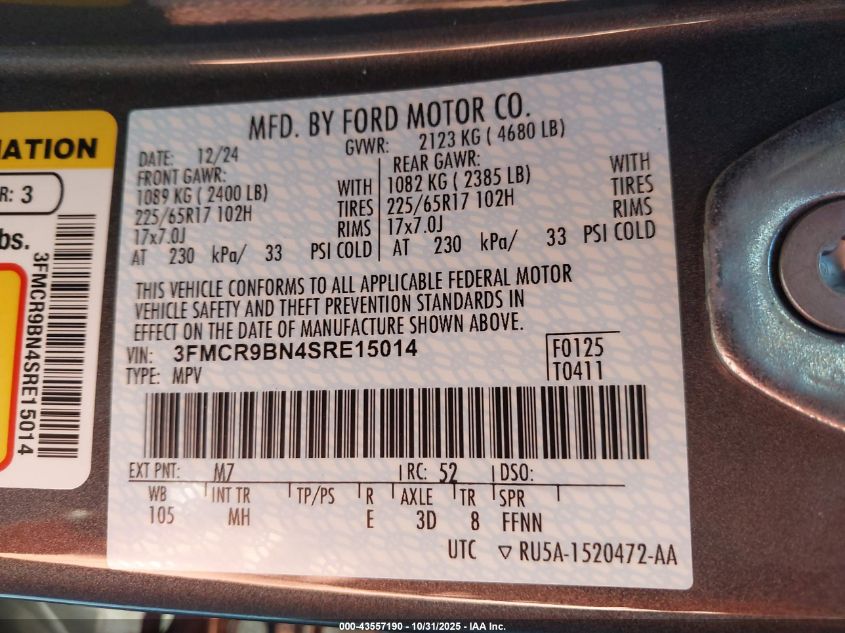 MFD. BY FORD MOTOR CO.
DATE: 12/24 GVWR: 2123 KG ( 4680 LB)
FRONT GAWR:
1089 KG ( 2400 LB) WITH
225/65R17 102H TIRES
17x7.0J RIMS
AT 230 kPa/ 33 PSI COLD
REAR GAWR: WITH
1082 KG ( 2385 LB) TIRES
225/65R17 102H RIMS
17x7.0J
AT 230 kPa/ 33 PSI COLD
THIS VEHICLE CONFORMS TO ALL APPLICABLE FEDERAL MOTOR
VEHICLE SAFETY AND THEFT PREVENTION STANDARDS IN
EFFECT ON THE DATE OF MANUFACTURE SHOWN ABOVE.
VIN: 3FMCR9BN4SRE15014
TYPE: MPV
F0125
T0411
EXT PNT: M7 RC: 52 DSO:
WB INT TR TP/PS R AXLE TR SPR
105 MH E 3D 8 FFNN
UTC ▽ RU5A-1520472-AA
MATION
R: 3
bs.
3FMCR9BN4SRE15014
000-43557190 - 10/31/2025 - IAA Inc.